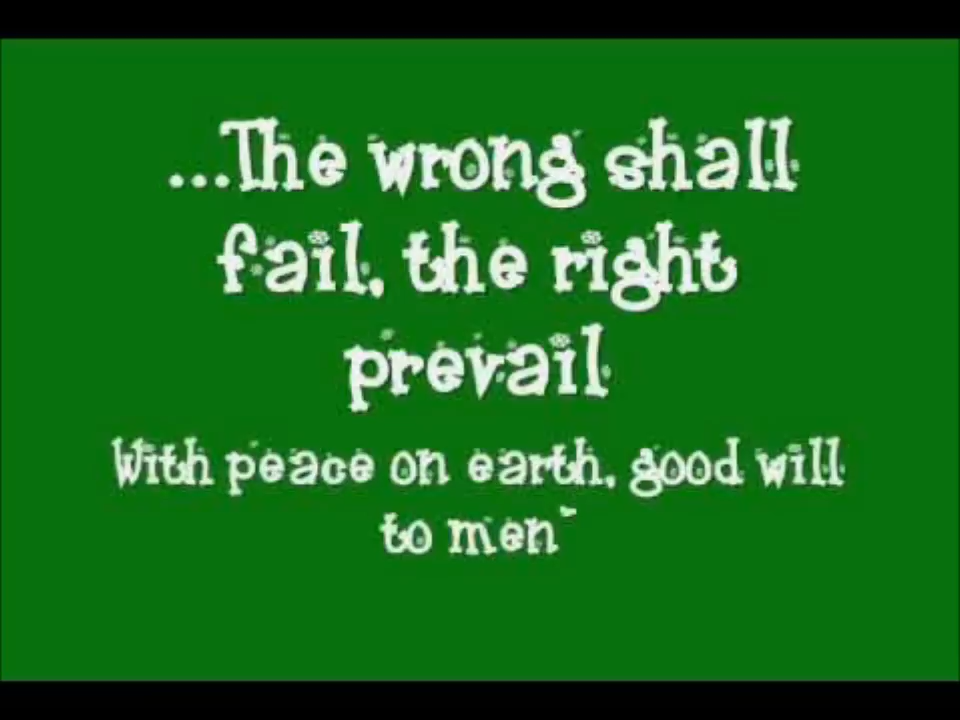 ...The wrong shall
fail, the right
prevail
With peace on earth, good will
to men~